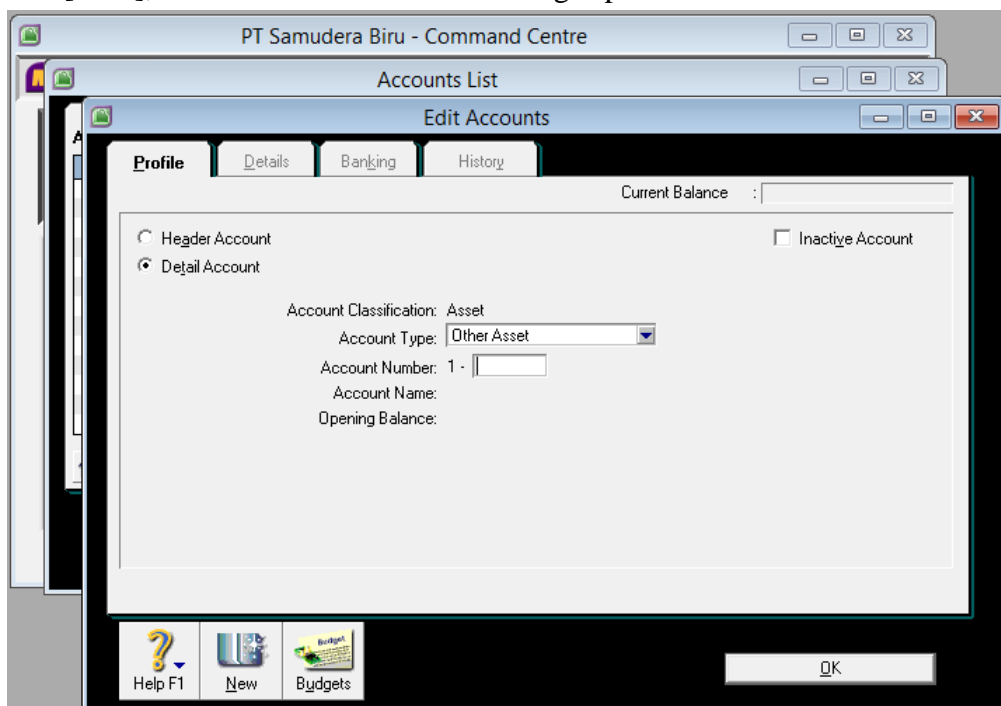 PT Samudera Biru - Command Centre
Accounts List
Edit Accounts
Profile Details Banking History
Current Balance :
Header Account Inactive Account
Detail Account
Account Classification: Asset
Account Type: Other Asset
Account Number: 1 -
Account Name:
Opening Balance:
Budget
Help F1 New Budgets OK